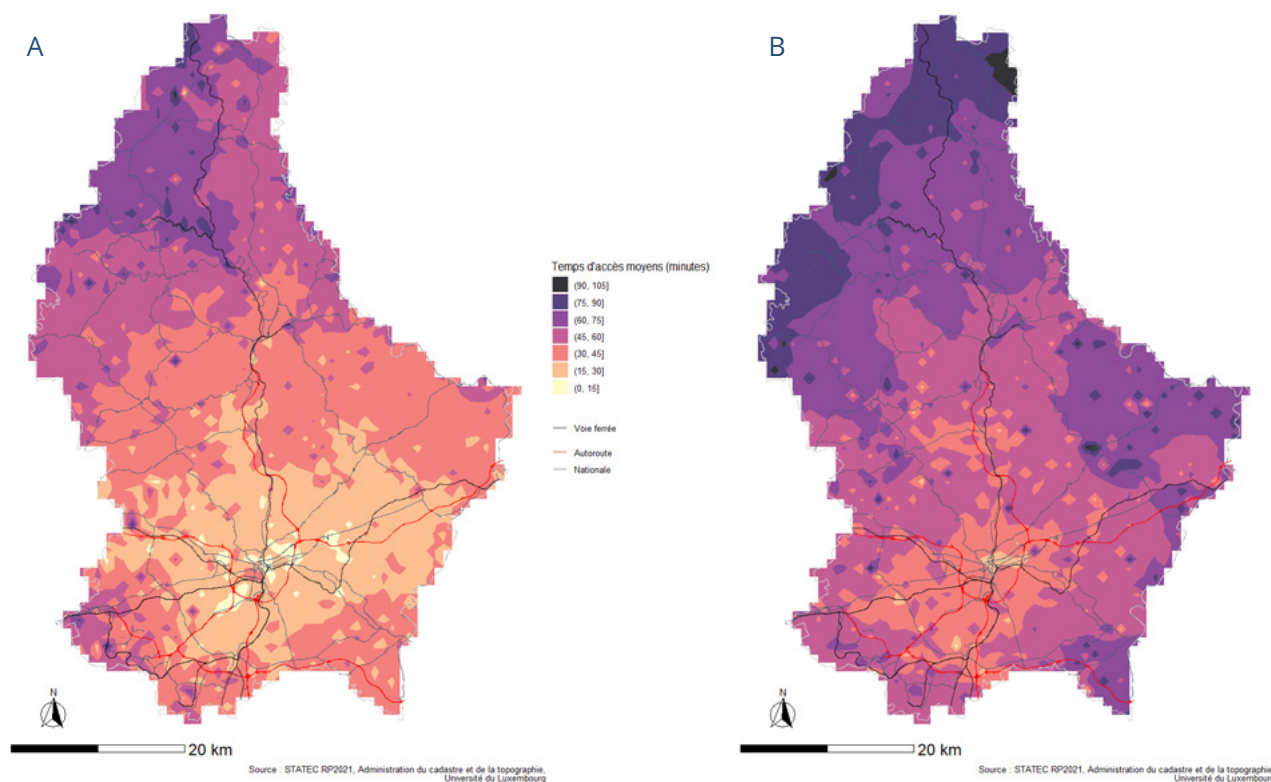 A
B
Temps d'accès moyens (minutes)
(90, 105]
(75, 90]
(60, 75]
(45, 60]
(30, 45]
(15, 30]
(0, 15]
Voie ferrée
Autoroute
Nationale
N
20 km
Source : STATEC RP2021, Administration du cadastre et de la topographie,
Université du Luxembourg
N
20 km
Source : STATEC RP2021, Administration du cadastre et de la topographie
Université du Luxembour